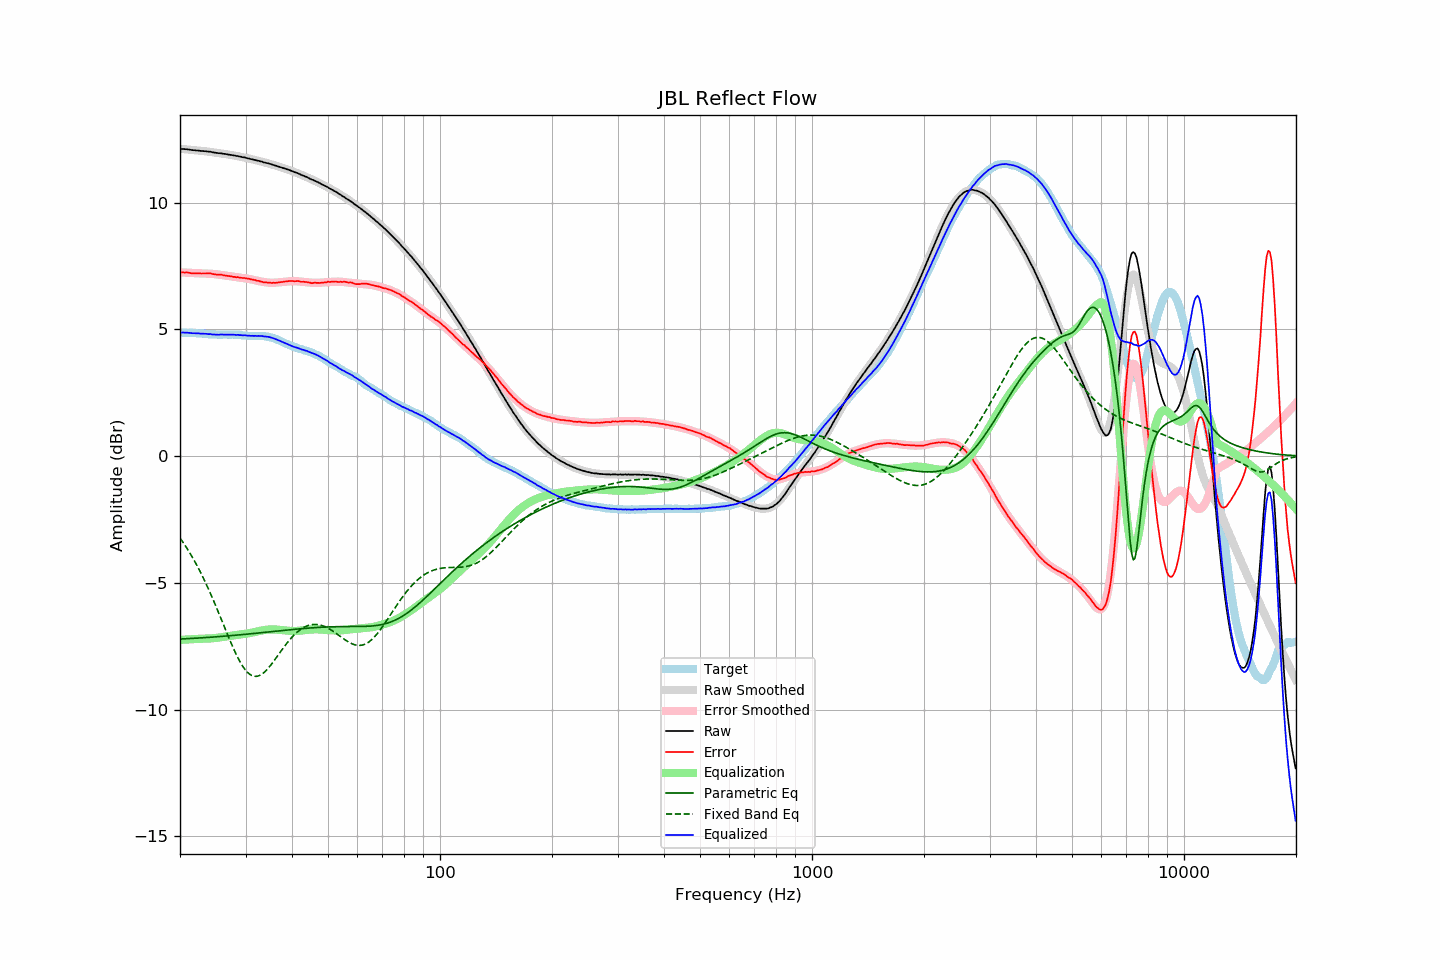 JBL Reflect Flow
Amplitude (dBr)
10
5
0
−5
−10
−15
Target
Raw Smoothed
Error Smoothed
Raw
Error
Equalization
Parametric Eq
Fixed Band Eq
Equalized
100
1000
10000
Frequency (Hz)